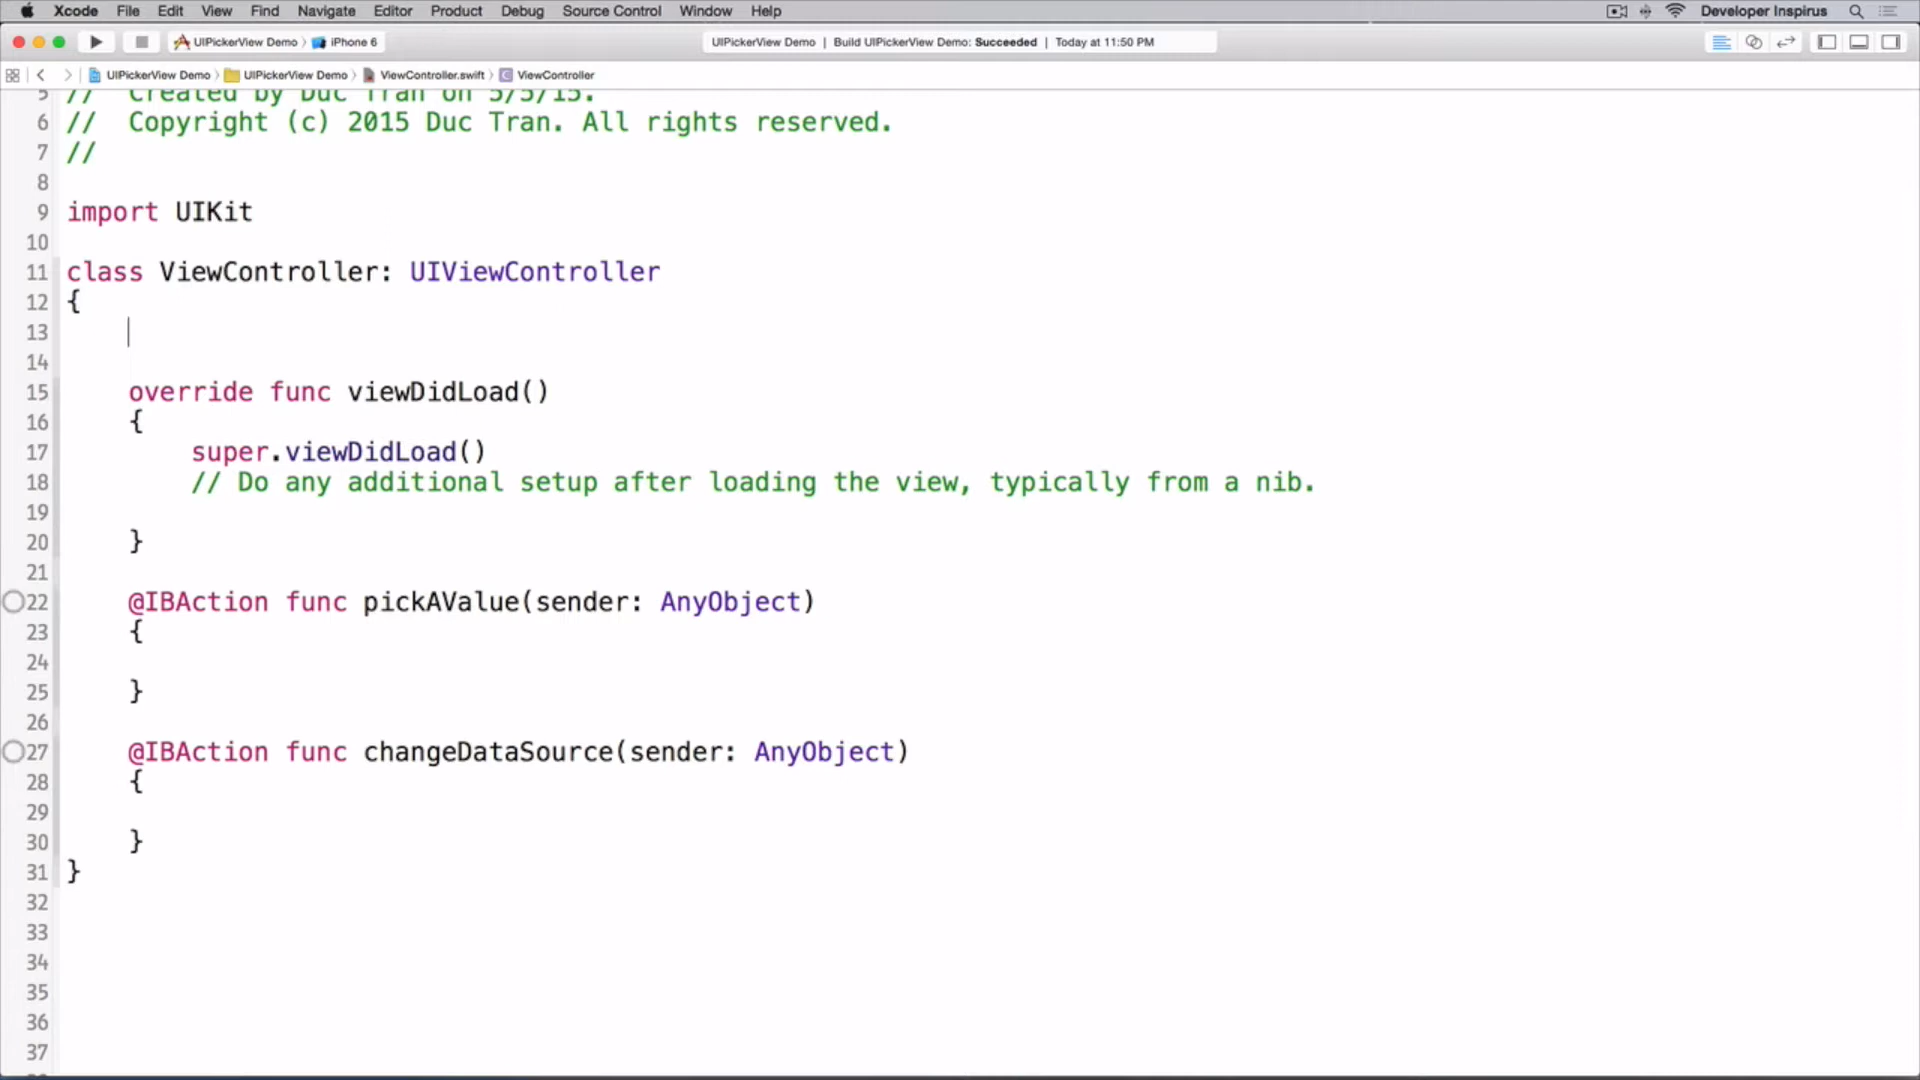 Xcode File Edit View Find Navigate Editor Product Debug Source Control Window Help Developer Inspirus
UIPickerView Demo iPhone 6 UIPickerView Demo | Build UIPickerView Demo: Succeeded | Today at 11:50 PM
UIPickerView Demo UIPickerView Demo ViewController.swift C ViewController
5 // Created by Duc Tran on 5/5/15.
6 // Copyright (c) 2015 Duc Tran. All rights reserved.
7 //
8
9 import UIKit
10
11 class ViewController: UIViewController
12 {
13
14
15 override func viewDidLoad()
16 {
17 super.viewDidLoad()
18 // Do any additional setup after loading the view, typically from a nib.
19
20 }
21
22 @IBAction func pickAValue(sender: AnyObject)
23 {
24
25 }
26
27 @IBAction func changeDataSource(sender: AnyObject)
28 {
29
30 }
31 }
32
33
34
35
36
37